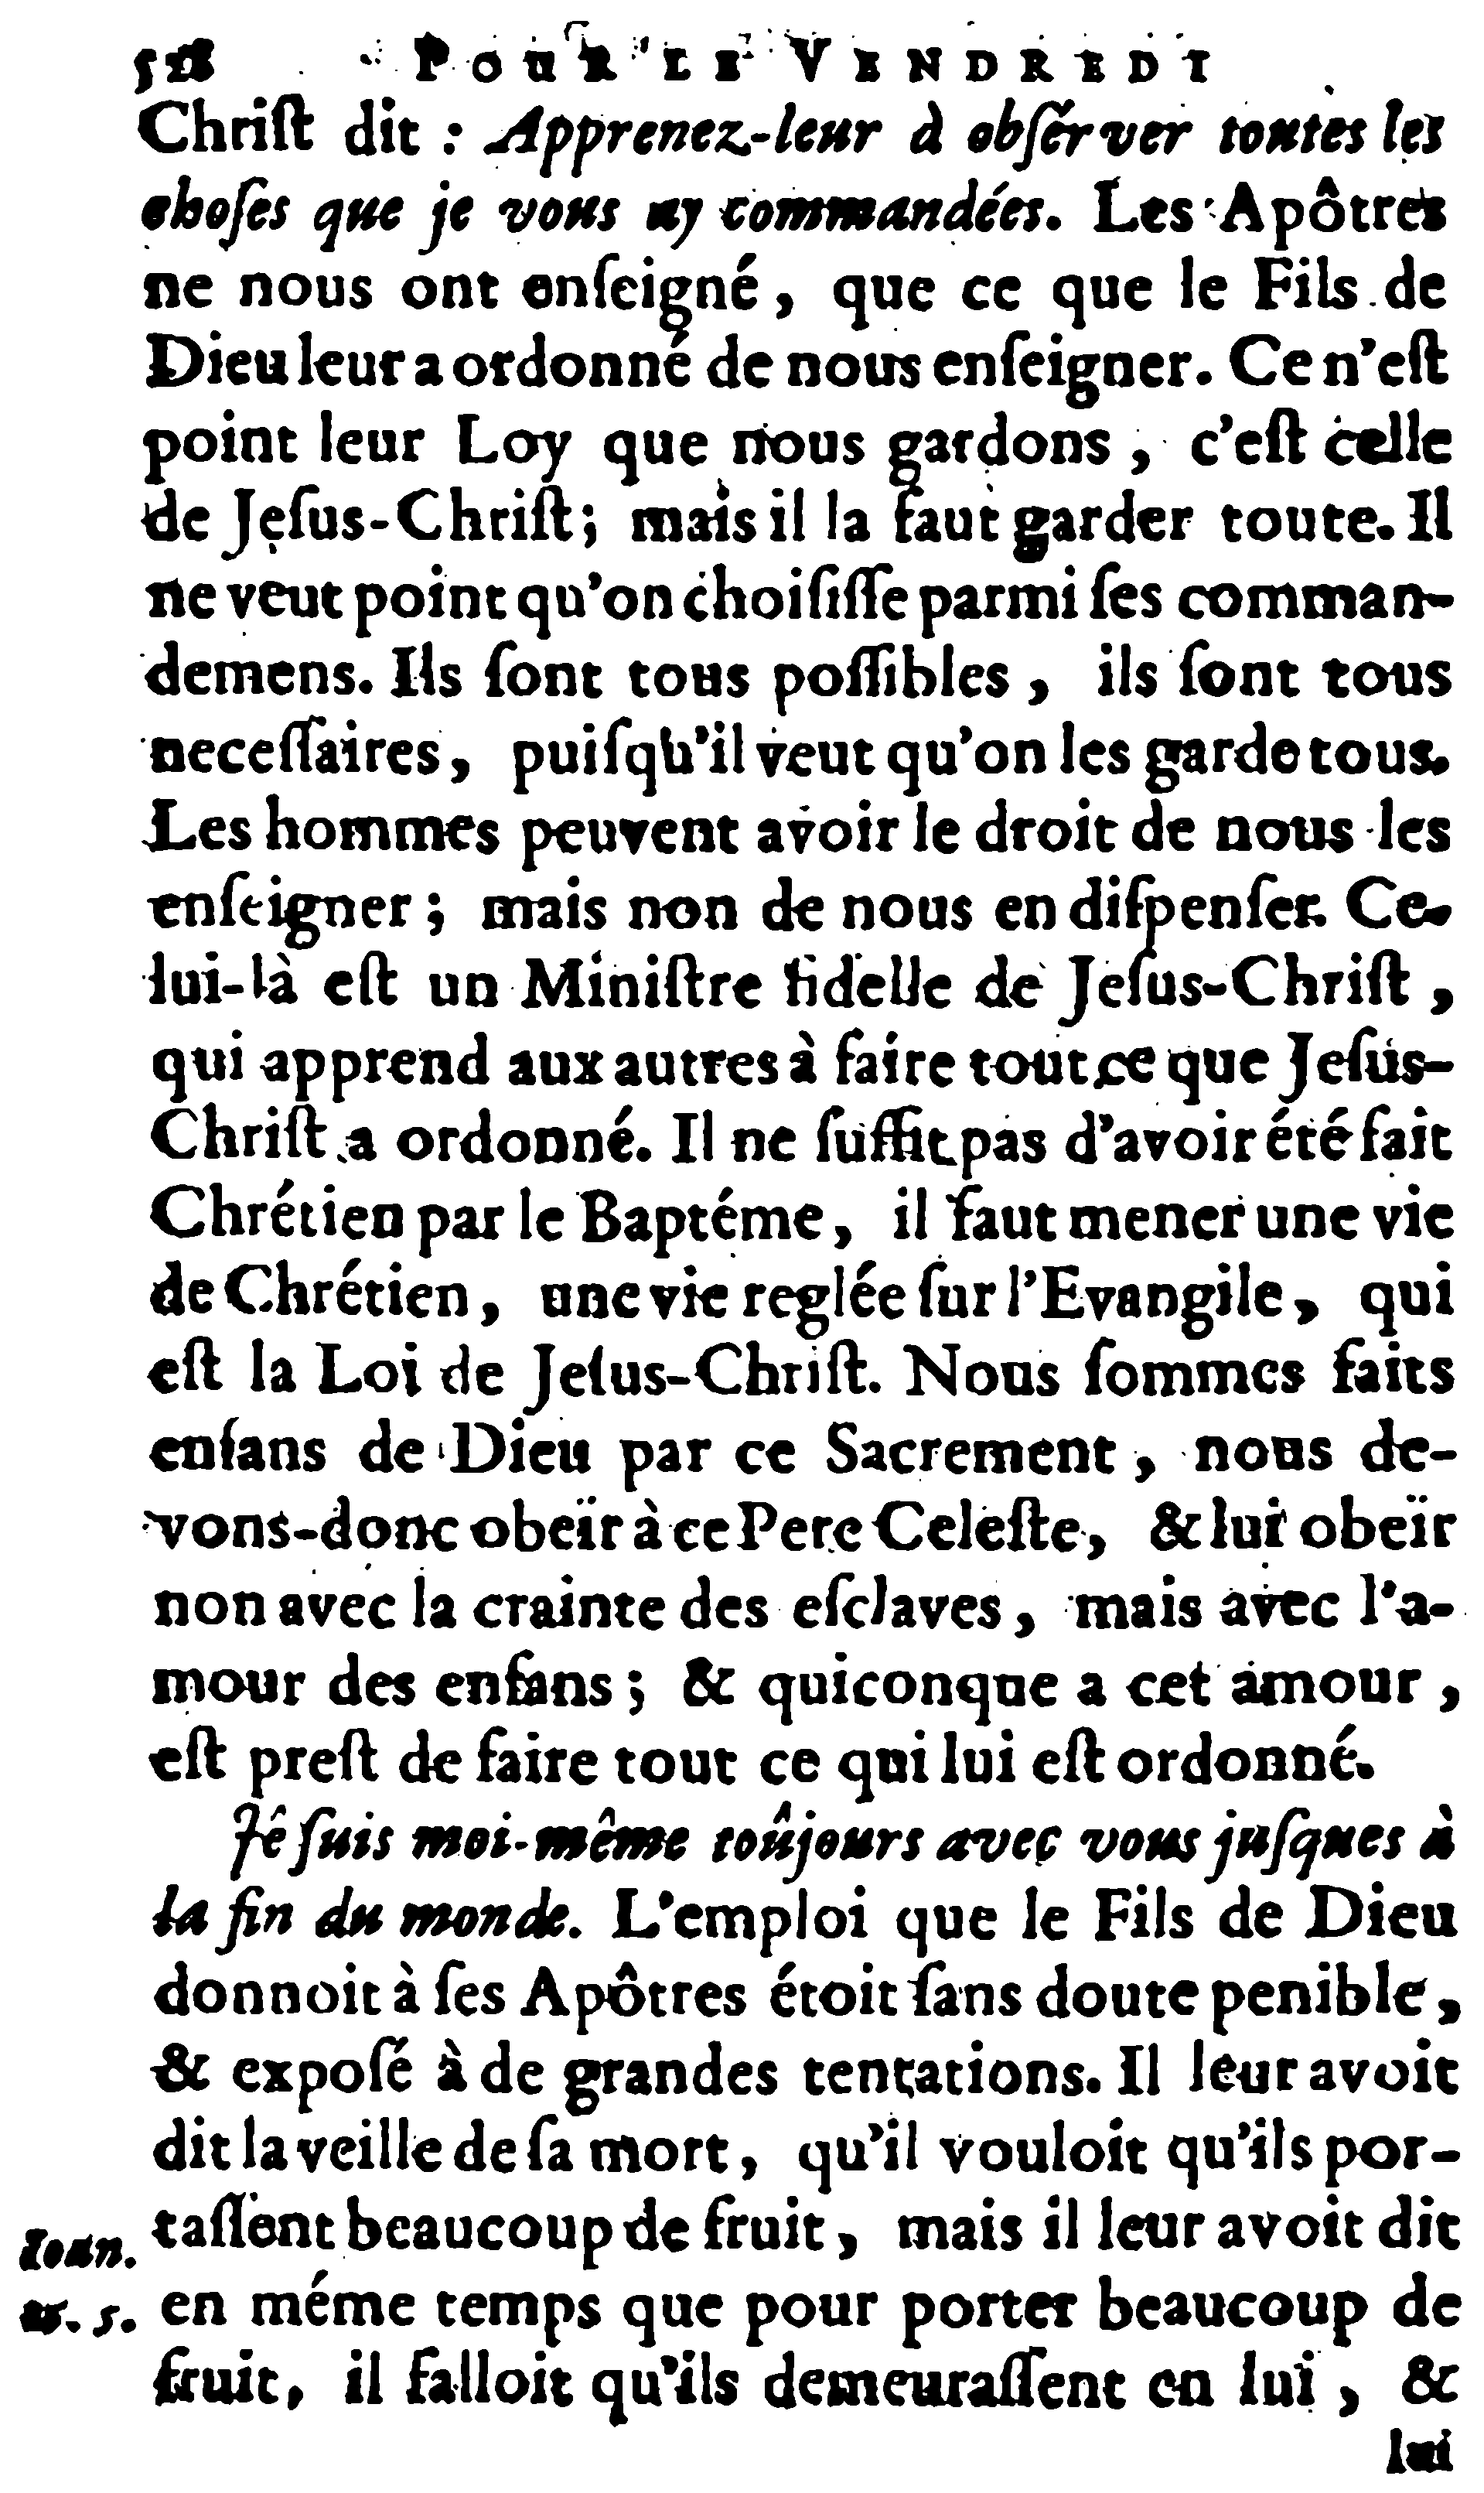 POUR LE VENDREDI
Chriſt dit : Apprenez-leur à obſerver toutes les
choſes que je vous ay commandées. Les Apôtres
ne nous ont enſeigné, que ce que le Fils de
Dieu leur a ordonné de nous enſeigner. Ce n'eſt
point leur Loy que nous gardons, c'eſt celle
de Jeſus-Chriſt; mais il la faut garder toute. Il
ne veut point qu'on choiſiſſe parmi ſes comman-
demens. Ils ſont tous poſſibles, ils ſont tous
neceſſaires, puiſqu'il veut qu'on les garde tous.
Les hommes peuvent avoir le droit de nous les
enſeigner; mais non de nous en diſpenſer. Ce-
lui-là eſt un Miniſtre fidelle de Jeſus-Chriſt,
qui apprend aux autres à faire tout ce que Jeſus-
Chriſt a ordonné. Il ne ſuffit pas d'avoir été fait
Chrétien par le Baptéme, il faut mener une vie
de Chrétien, une vie reglée ſur l'Evangile, qui
eſt la Loi de Jeſus-Chriſt. Nous ſommes faits
enfans de Dieu par ce Sacrement, nous de-
vons-donc obeïr à ce Pere Celeſte, & lui obeïr
non avec la crainte des eſclaves, mais avec l'a-
mour des enfans; & quiconque a cet amour,
eſt preſt de faire tout ce qui lui eſt ordonné.
Je ſuis moi-même toûjours avec vous juſques à
la fin du monde. L'emploi que le Fils de Dieu
donnoit à ſes Apôtres étoit ſans doute penible,
& expoſé à de grandes tentations. Il leur avoit
dit la veille de ſa mort, qu'il vouloit qu'ils por-
taſſent beaucoup de fruit, mais il leur avoit dit
en méme temps que pour porter beaucoup de
fruit, il falloit qu'ils demeuraſſent en lui, &
lui
Ioan.
5.